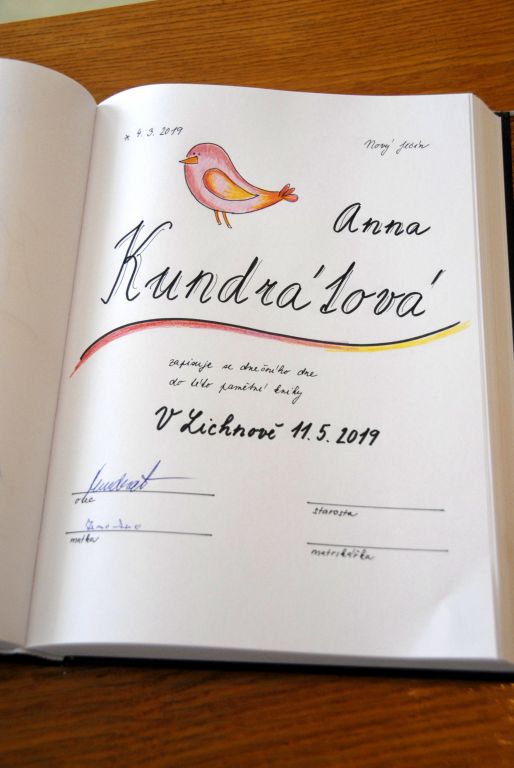 * 4. 3. 2019
Nový Jičín
Anna
Kundrátová
zapisuje se dnešního dne
do této pamětní knihy
V Lichnově 11.5.2019
otec
starosta
matka
matrikářka